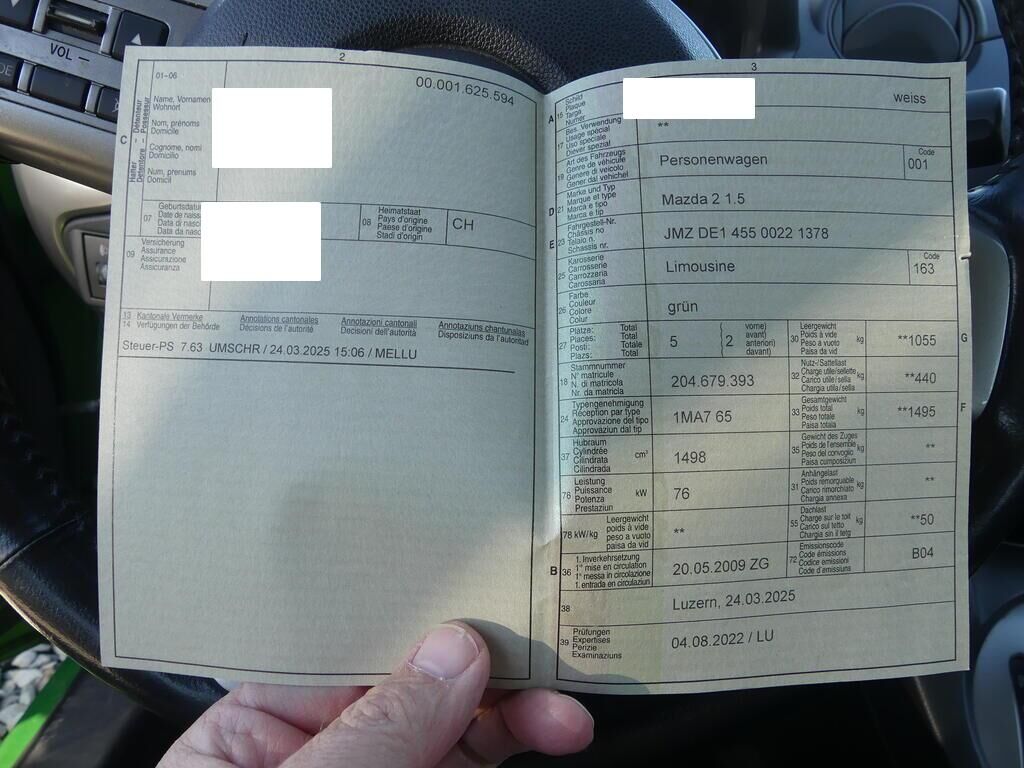 VOL –
2
01–06
00.001.625.594
C
Halter Détenteur
Detentore Possessur
Name, Vornamen
Wohnort
Nom, prénoms
Domicile
Cognome, nomi
Domicilio
Num, prenums
Domicil
07
Geburtsdatum
Date de naiss
Data di nasc
Data da nasc
08
Heimatstaat
Pays d'origine
Paese d'origine
Stadi d'origin
CH
09
Versicherung
Assurance
Assicurazione
Assicuranza
13 Kantonale Vermerke
14 Verfügungen der Behörde
Annotations cantonales
Décisions de l'autorité
Annotazioni cantonali
Decisioni dell'autorità
Annotaziuns chantunalas
Disposiziuns da l'autoritad
Steuer-PS 7.63 UMSCHR / 24.03.2025 15:06 / MELLU
3
A 15
Schild
Plaque
Targa
Numer
weiss
17
Bes. Verwendung
Usage spécial
Uso speciale
Diever spezial
**
19
Art des Fahrzeugs
Genre de véhicule
Genere di veicolo
Gener dal vehichel
Personenwagen
Code
001
D 21
Marke und Typ
Marque et type
Marca e tipo
Marca e tip
Mazda 2 1.5
E 23
Fahrgestell-Nr.
Châssis no
Telaio n.
Schassis nr.
JMZ DE1 455 0022 1378
25
Karosserie
Carrosserie
Carrozzeria
Carossaria
Limousine
Code
163
26
Farbe
Couleur
Colore
Colur
grün
27
Plätze: Total
Places: Total
Posti: Totale
Plazs: Total
5
2
vorne)
avant)
anteriori)
davant)
30
Leergewicht
Poids à vide
Peso a vuoto
Paisa da vid
kg
**1055
G
18
Stammnummer
N° matricule
N. di matricola
Nr. da matricla
204.679.393
32
Nutz-/Sattellast
Charge utile/sellette
Carico utile/sella
Chargia utila/sella
kg
**440
24
Typengenehmigung
Réception par type
Approvazione del tipo
Approvaziun dal tip
1MA7 65
33
Gesamtgewicht
Poids total
Peso totale
Paisa totala
kg
**1495
F
37
Hubraum
Cylindrée
Cilindrata
Cilindrada
cm³
1498
35
Gewicht des Zuges
Poids de l'ensemble
Peso del convoglio
Paisa cumposiziun
kg
**
76
Leistung
Puissance
Potenza
Prestaziun
kW
76
31
Anhängelast
Poids remorquable
Carico rimorchiato
Chargia annexa
kg
**
78 kW/kg
Leergewicht
poids à vide
peso a vuoto
paisa da vid
**
55
Dachlast
Charge sur le toit
Carico sul tetto
Chargia sin il tetg
kg
**50
B 36
1. Inverkehrsetzung
1re mise en circulation
1a messa in circolazione
1. entrada en circulaziun
20.05.2009 ZG
72
Emissionscode
Code émissions
Codice emissioni
Code d'emissiuns
B04
38
Luzern, 24.03.2025
39
Prüfungen
Expertises
Perizie
Examinaziuns
04.08.2022 / LU